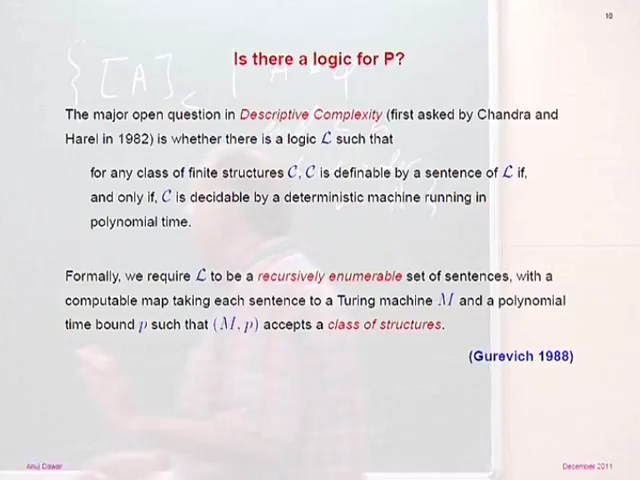 10
Is there a logic for P?
The major open question in Descriptive Complexity (first asked by Chandra and
Harel in 1982) is whether there is a logic ℒ such that
for any class of finite structures 𝒞, 𝒞 is definable by a sentence of ℒ if,
and only if, 𝒞 is decidable by a deterministic machine running in
polynomial time.
Formally, we require ℒ to be a recursively enumerable set of sentences, with a
computable map taking each sentence to a Turing machine M and a polynomial
time bound p such that (M, p) accepts a class of structures.
(Gurevich 1988)
Anuj Dawar
December 2011